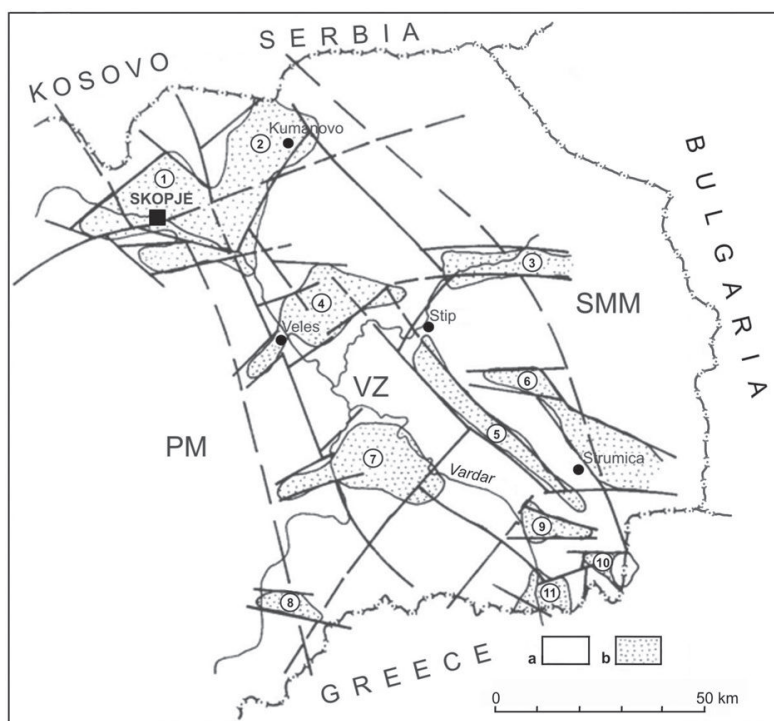 SERBIA
KOSOVO
BULGARIA
Kumanovo
2
1
SKOPJE
3
SMM
4
Stip
Veles
VZ
6
PM
5
7
Strumica
Vardar
9
10
8
11
GREECE
a
b
0
50 km